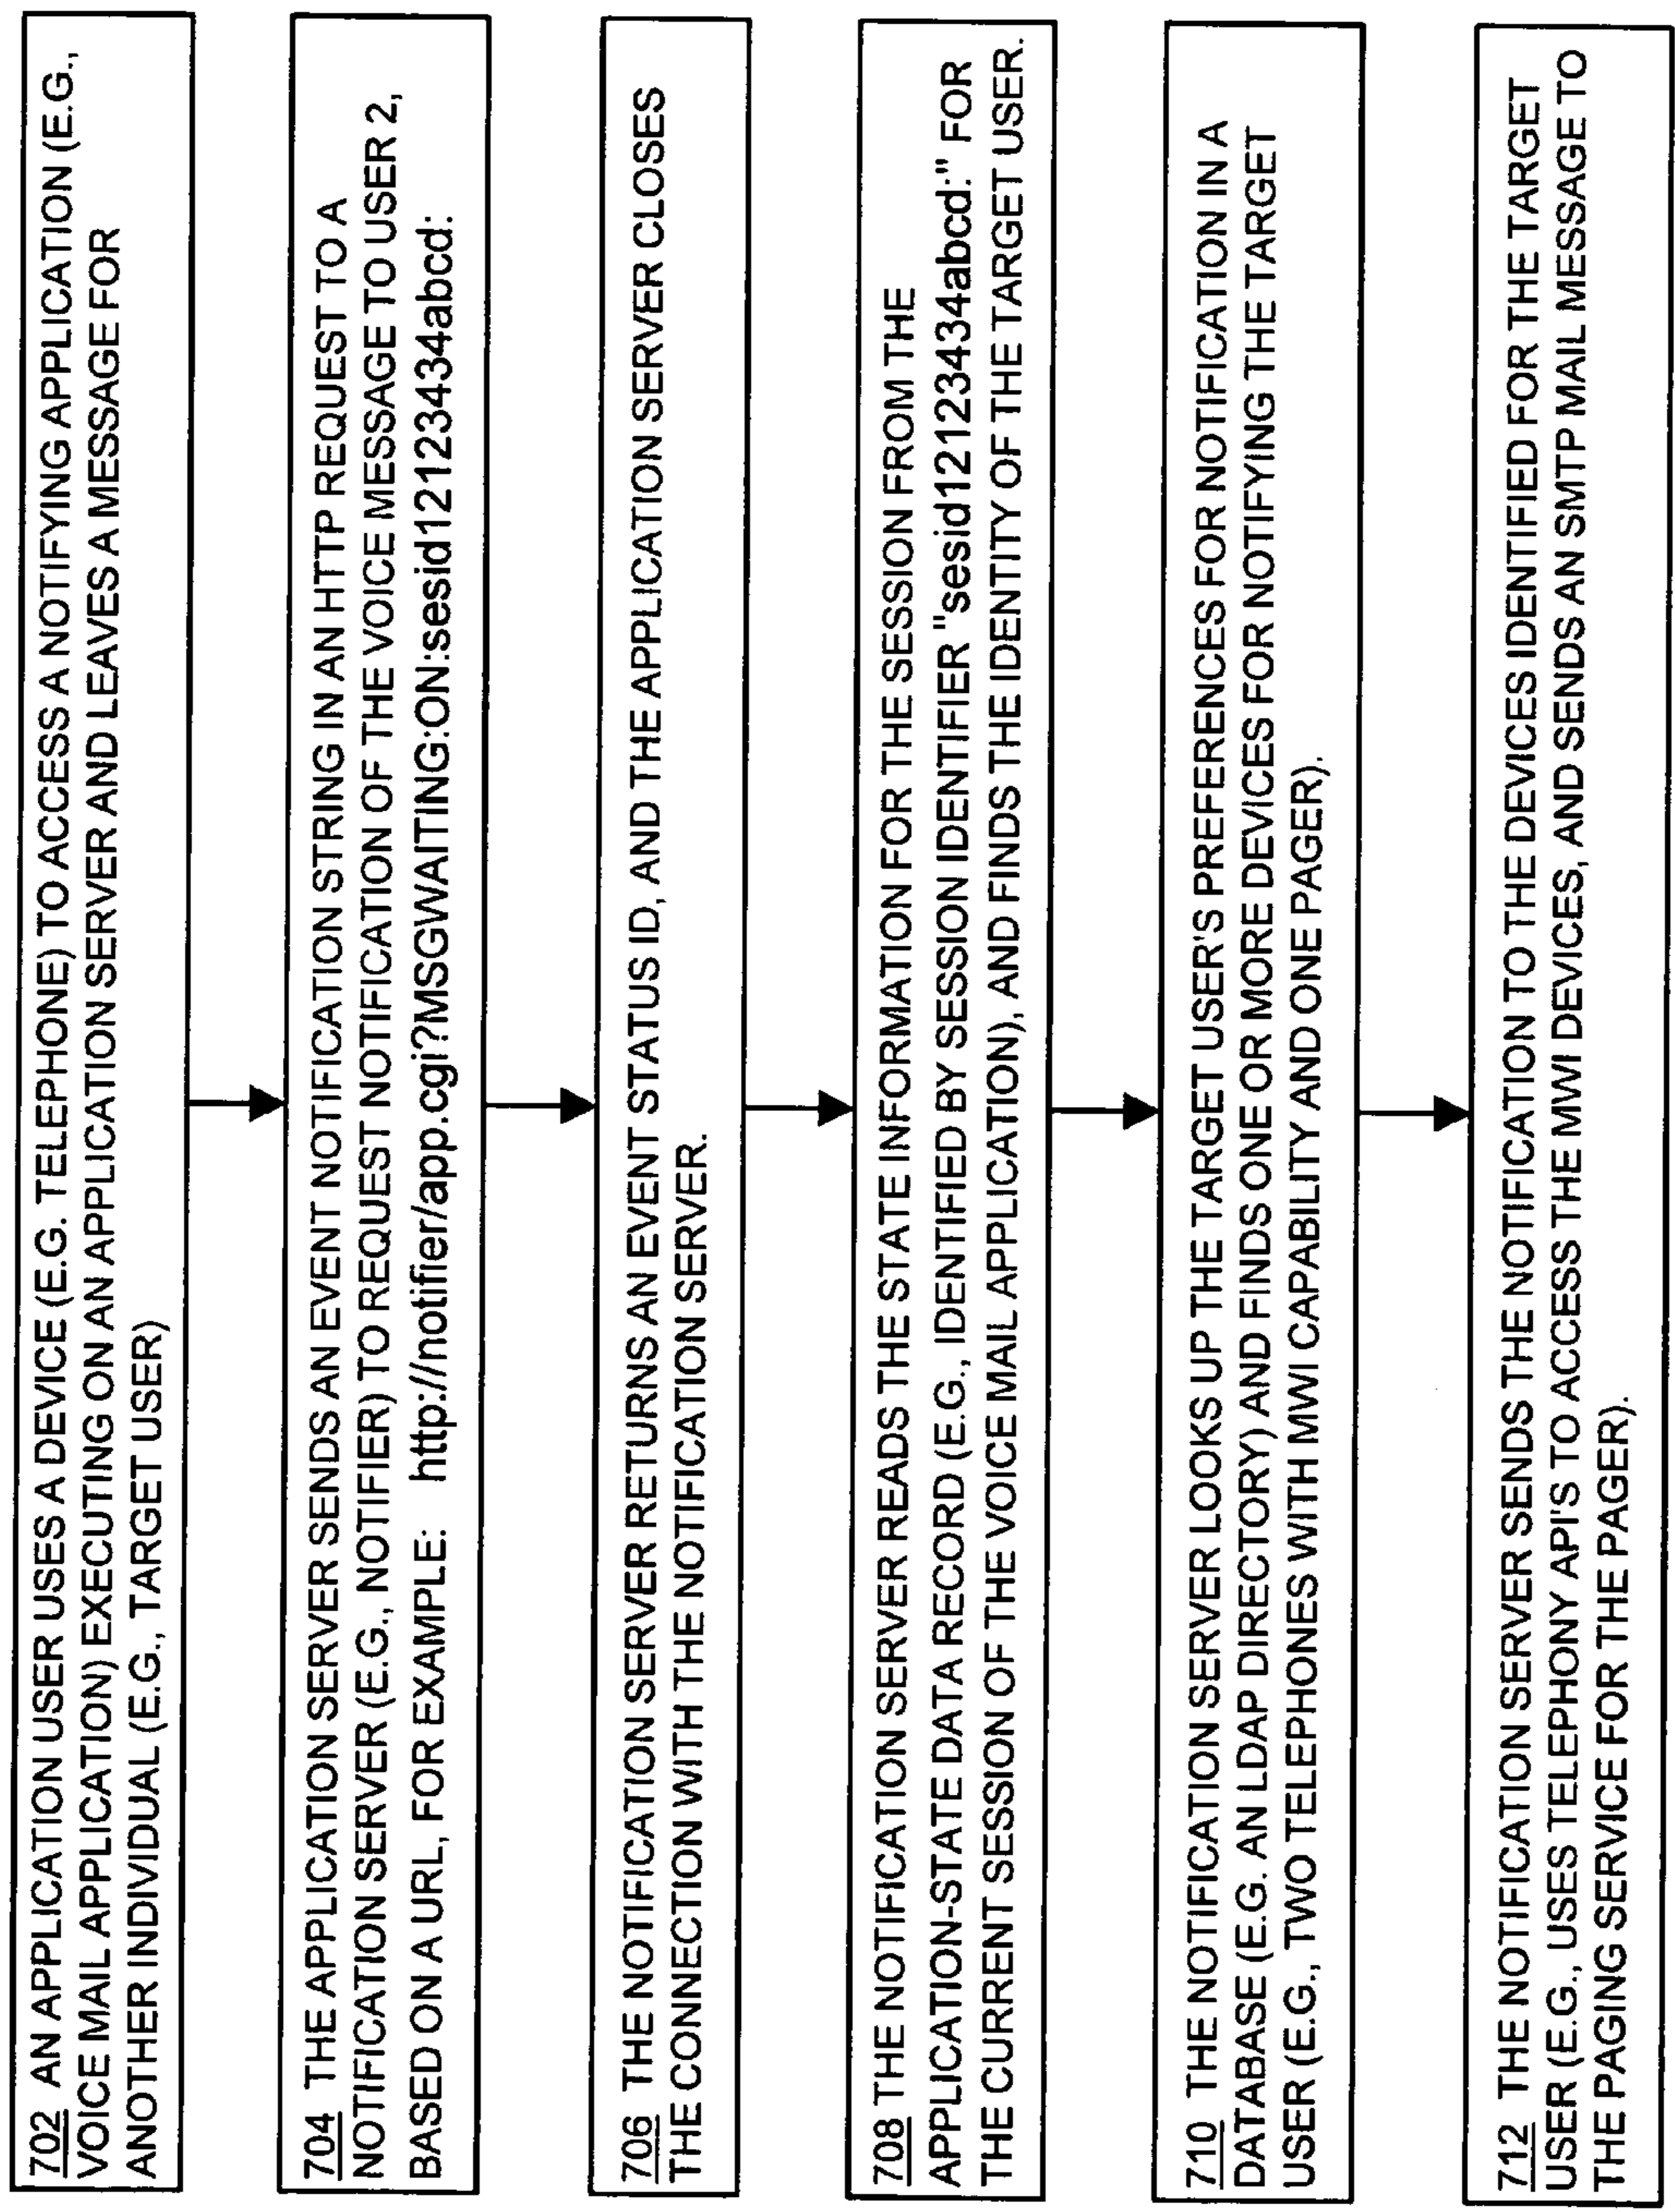 702 AN APPLICATION USER USES A DEVICE (E.G. TELEPHONE) TO ACCESS A NOTIFYING APPLICATION (E.G.,
VOICE MAIL APPLICATION) EXECUTING ON AN APPLICATION SERVER AND LEAVES A MESSAGE FOR
ANOTHER INDIVIDUAL (E.G., TARGET USER)
704 THE APPLICATION SERVER SENDS AN EVENT NOTIFICATION STRING IN AN HTTP REQUEST TO A
NOTIFICATION SERVER (E.G., NOTIFIER) TO REQUEST NOTIFICATION OF THE VOICE MESSAGE TO USER 2,
BASED ON A URL, FOR EXAMPLE: http://notifier/app.cgi?MSGWAITING:ON:sesid12123434abcd:
706 THE NOTIFICATION SERVER RETURNS AN EVENT STATUS ID, AND THE APPLICATION SERVER CLOSES
THE CONNECTION WITH THE NOTIFICATION SERVER.
708 THE NOTIFICATION SERVER READS THE STATE INFORMATION FOR THE SESSION FROM THE
APPLICATION-STATE DATA RECORD (E.G., IDENTIFIED BY SESSION IDENTIFIER "sesid12123434abcd:" FOR
THE CURRENT SESSION OF THE VOICE MAIL APPLICATION), AND FINDS THE IDENTITY OF THE TARGET USER.
710 THE NOTIFICATION SERVER LOOKS UP THE TARGET USER'S PREFERENCES FOR NOTIFICATION IN A
DATABASE (E.G. AN LDAP DIRECTORY) AND FINDS ONE OR MORE DEVICES FOR NOTIFYING THE TARGET
USER (E.G., TWO TELEPHONES WITH MWI CAPABILITY AND ONE PAGER).
712 THE NOTIFICATION SERVER SENDS THE NOTIFICATION TO THE DEVICES IDENTIFIED FOR THE TARGET
USER (E.G., USES TELEPHONY API'S TO ACCESS THE MWI DEVICES, AND SENDS AN SMTP MAIL MESSAGE TO
THE PAGING SERVICE FOR THE PAGER).